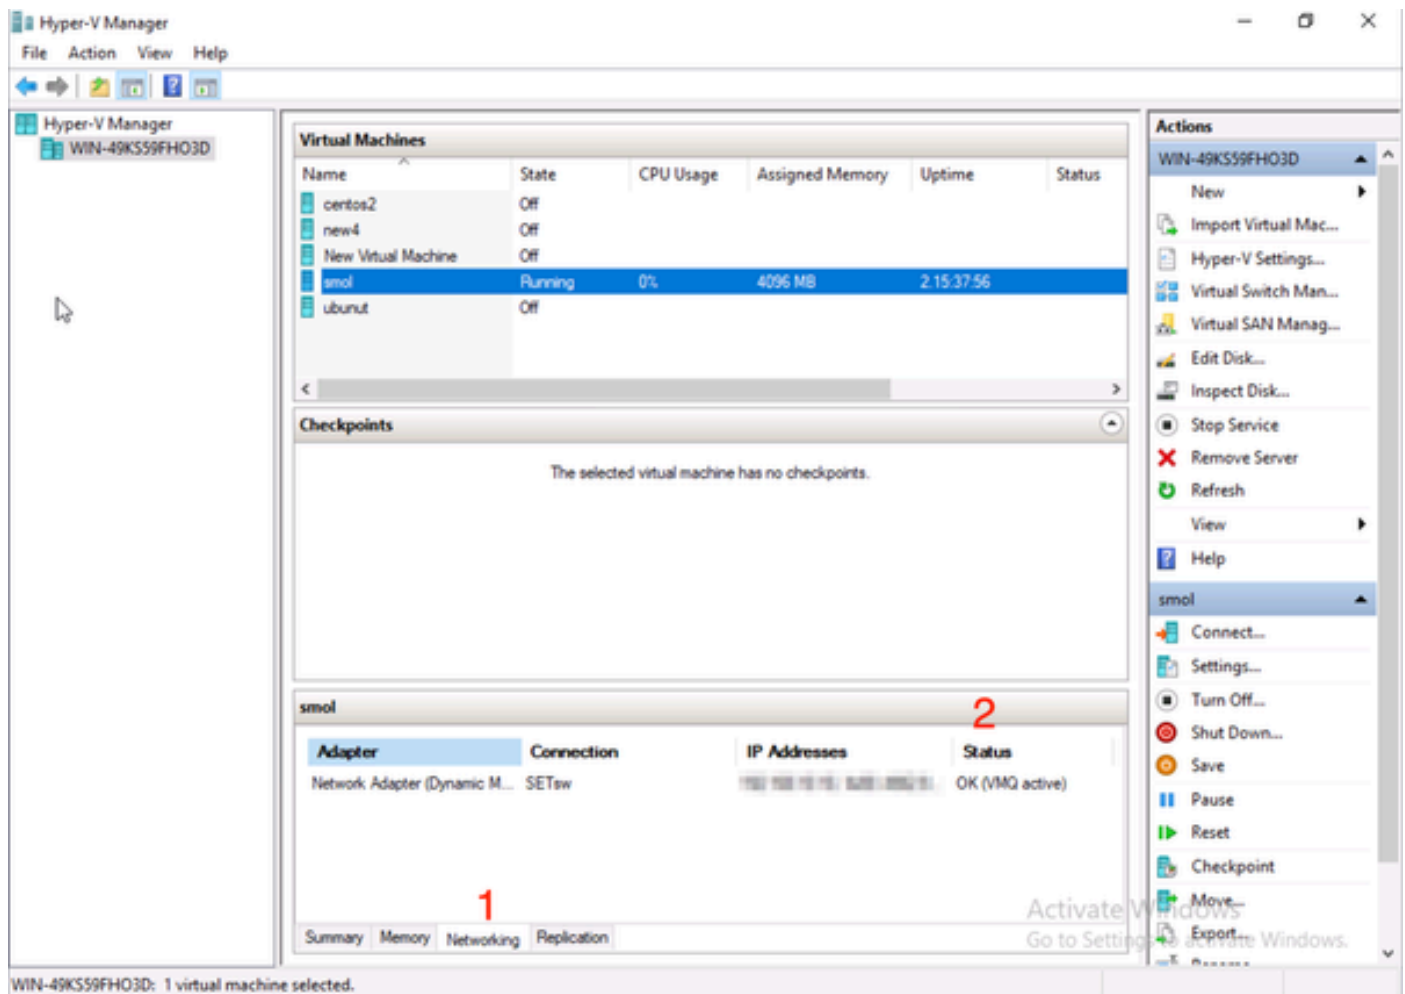 Hyper-V Manager
File Action View Help
Hyper-V Manager
WIN-49KS59FHO3D
Virtual Machines
Name State CPU Usage Assigned Memory Uptime Status
centos2 Off
new4 Off
New Virtual Machine Off
smol Running 0% 4096 MB 2.15:37:56
ubunut Off
Checkpoints
The selected virtual machine has no checkpoints.
smol
2
Adapter Connection IP Addresses Status
Network Adapter (Dynamic M... SETsw OK (VMQ active)
1
Summary Memory Networking Replication
Actions
WIN-49KS59FHO3D
New
Import Virtual Mac...
Hyper-V Settings...
Virtual Switch Man...
Virtual SAN Manag...
Edit Disk...
Inspect Disk...
Stop Service
Remove Server
Refresh
View
Help
smol
Connect...
Settings...
Turn Off...
Shut Down...
Save
Pause
Reset
Checkpoint
Move...
Export...
Activate Windows
Go to Settings to activate Windows.
WIN-49KS59FHO3D: 1 virtual machine selected.